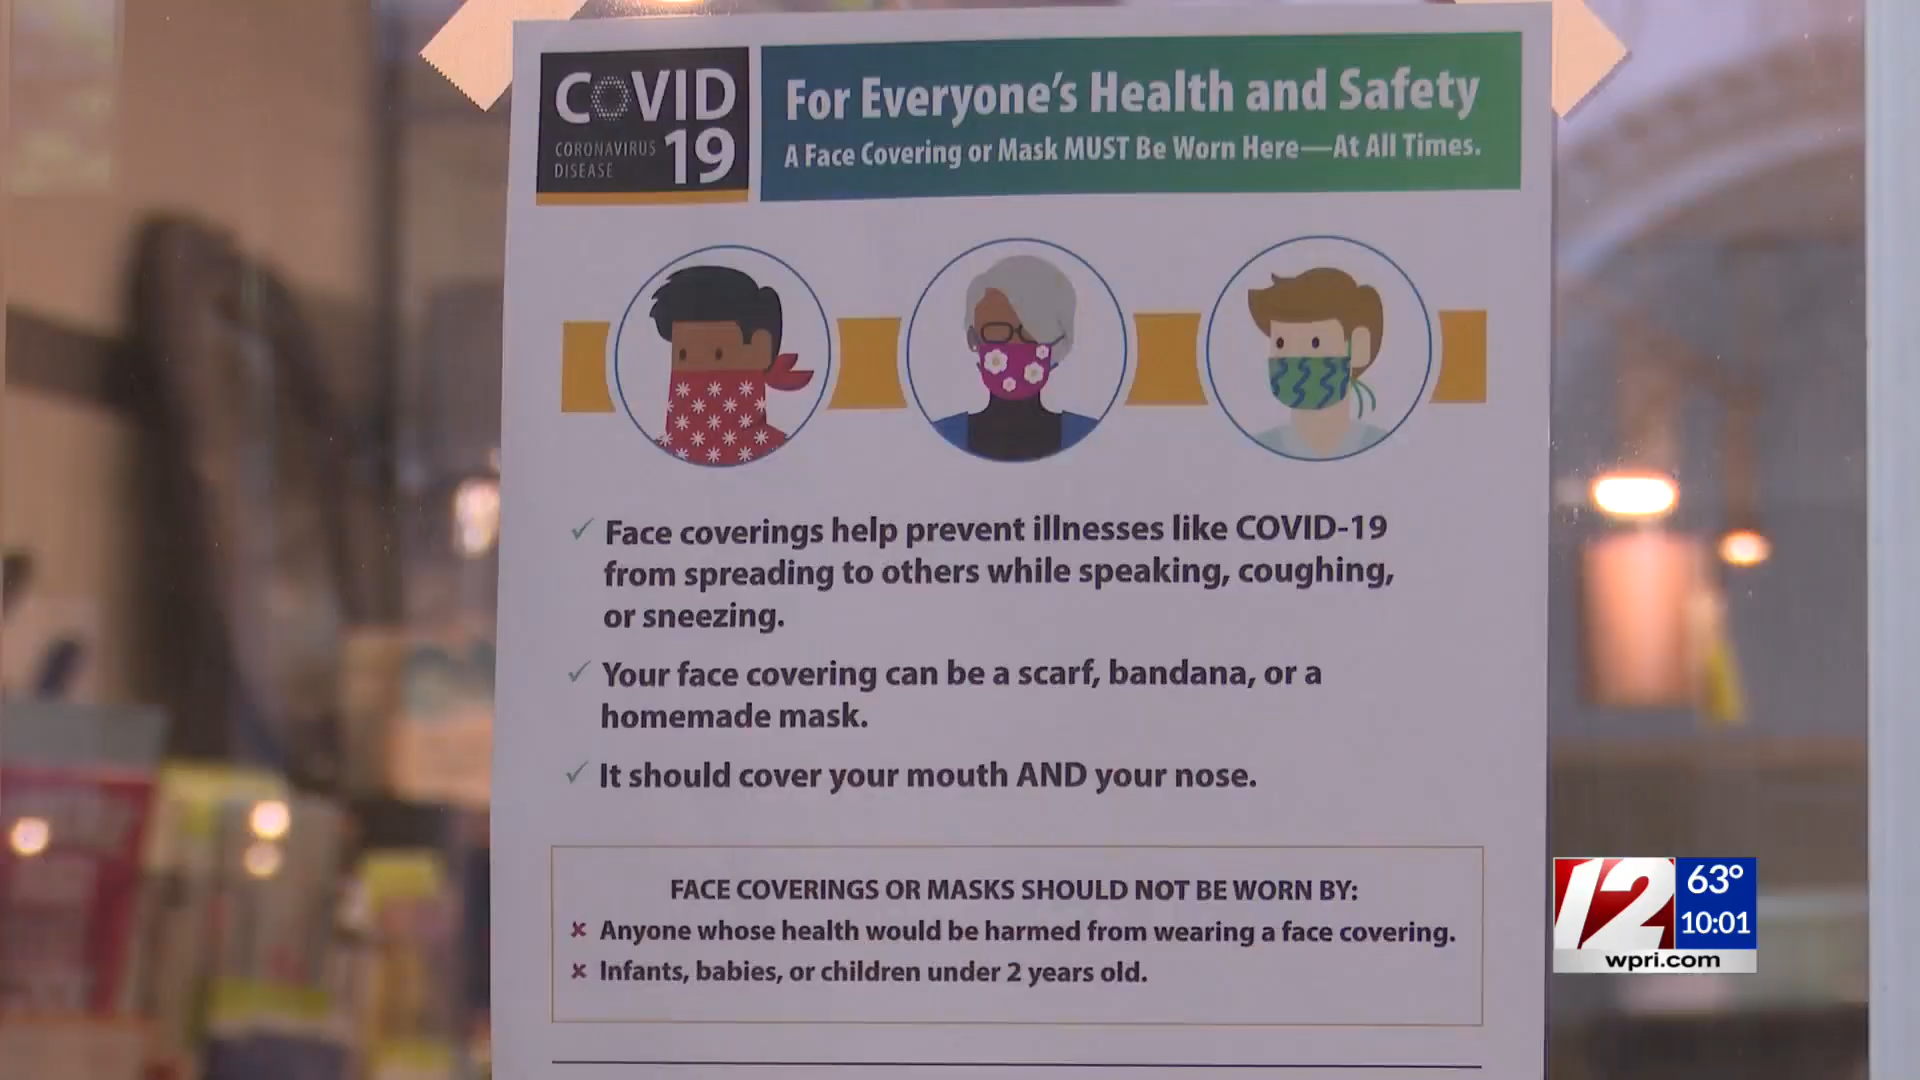 COVID
CORONAVIRUS
DISEASE
19
For Everyone's Health and Safety
A Face Covering or Mask MUST Be Worn Here—At All Times.
✓ Face coverings help prevent illnesses like COVID-19
from spreading to others while speaking, coughing,
or sneezing.
✓ Your face covering can be a scarf, bandana, or a
homemade mask.
✓ It should cover your mouth AND your nose.
FACE COVERINGS OR MASKS SHOULD NOT BE WORN BY:
✗ Anyone whose health would be harmed from wearing a face covering.
✗ Infants, babies, or children under 2 years old.
12
63°
10:01
wpri.com